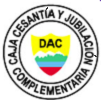 CAJA CESANTÍA Y JUBILACIÓN
DAC
COMPLEMENTARIA